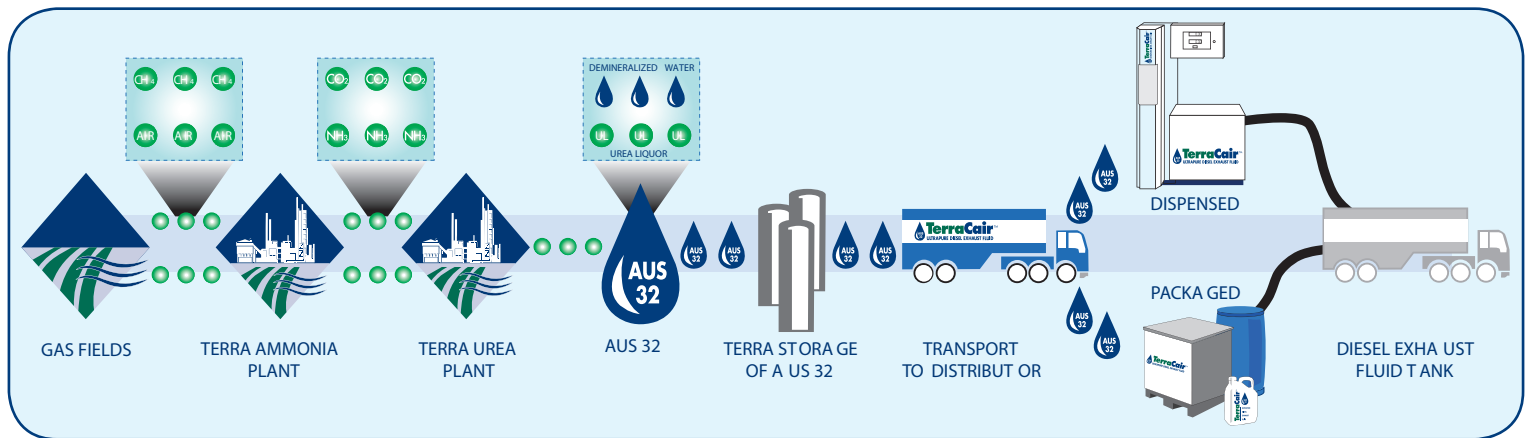 CH4 CH4 CH4
AIR AIR AIR
CO2 CO2 CO2
NH3 NH3 NH3
DEMINERALIZED WATER
UL UL UL
UREA LIQUOR
GAS FIELDS
TERRA AMMONIA
PLANT
TERRA UREA
PLANT
AUS
32
AUS 32
AUS
32
AUS
32
TERRA STORA GE
OF A US 32
AUS
32
AUS
32
TerraCair™
ULTRAPURE DIESEL EXHAUST FLUID
TRANSPORT
TO DISTRIBUT OR
AUS
32
AUS
32
TerraCair
TerraCair™
ULTRAPURE DIESEL EXHAUST FLUID
DISPENSED
AUS
32
AUS
32
PACKA GED
TerraCair
TerraCair
DIESEL EXHA UST
FLUID T ANK